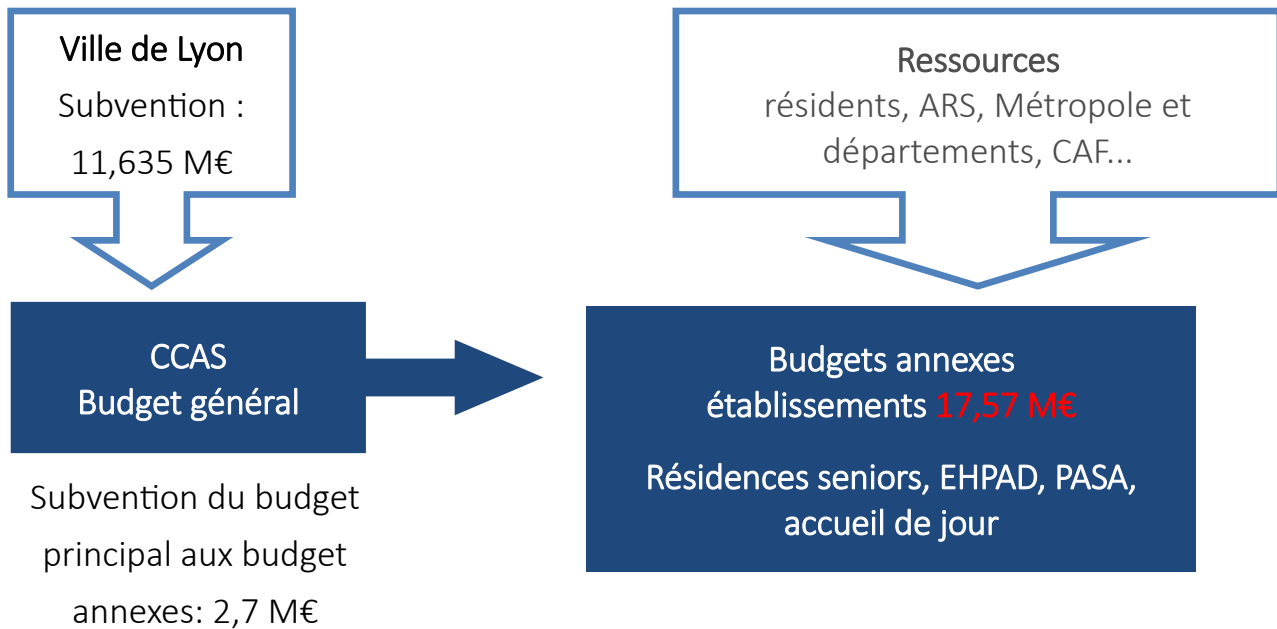 Ville de Lyon
Subvention :
11,635 M€
Ressources
résidents, ARS, Métropole et
départements, CAF...
CCAS
Budget général
Budgets annexes
établissements 17,57 M€
Résidences seniors, EHPAD, PASA,
accueil de jour
Subvention du budget
principal aux budget
annexes: 2,7 M€